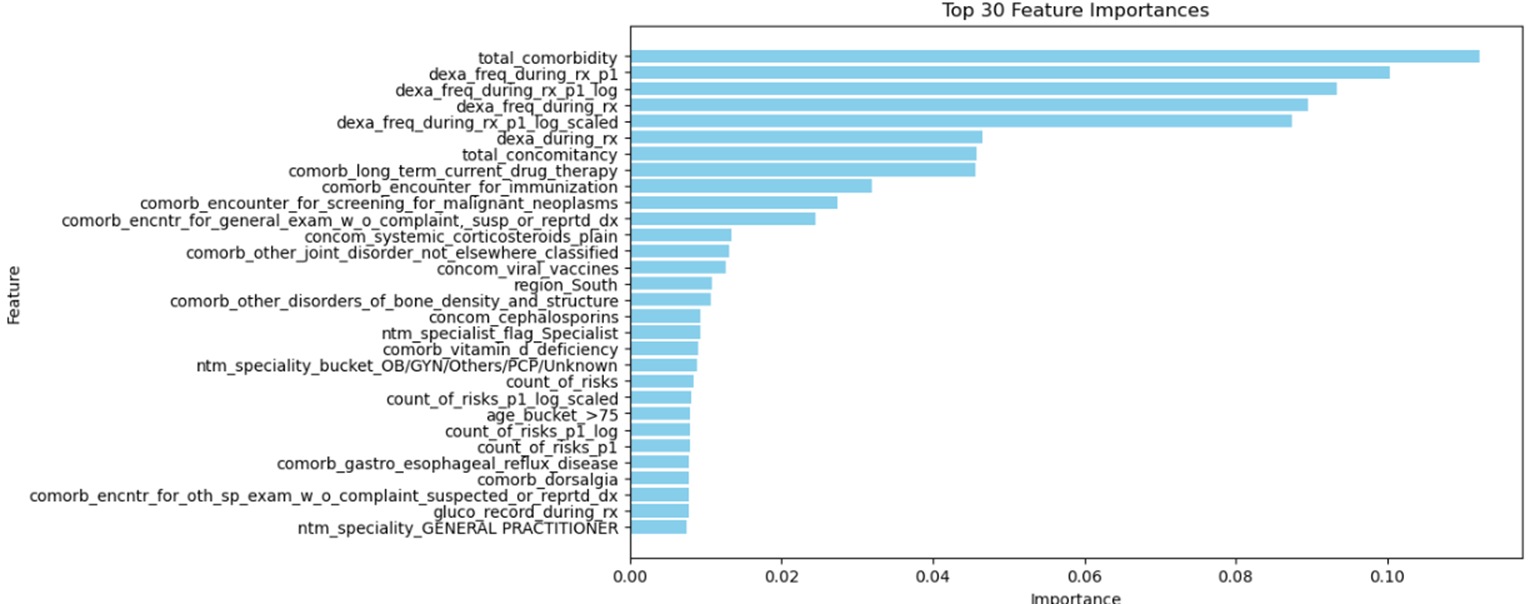 Top 30 Feature Importances
total_comorbidity
dexa_freq_during_rx_p1
dexa_freq_during_rx_p1_log
dexa_freq_during_rx
dexa_freq_during_rx_p1_log_scaled
dexa_during_rx
total_concomitancy
comorb_long_term_current_drug_therapy
comorb_encounter_for_immunization
comorb_encounter_for_screening_for_malignant_neoplasms
comorb_encntr_for_general_exam_w_o_complaint,_susp_or_reprtd_dx
concom_systemic_corticosteroids_plain
comorb_other_joint_disorder_not_elsewhere_classified
concom_viral_vaccines
region_South
comorb_other_disorders_of_bone_density_and_structure
concom_cephalosporins
ntm_specialist_flag_Specialist
comorb_vitamin_d_deficiency
ntm_speciality_bucket_OB/GYN/Others/PCP/Unknown
count_of_risks
count_of_risks_p1_log_scaled
age_bucket_>75
count_of_risks_p1_log
count_of_risks_p1
comorb_gastro_esophageal_reflux_disease
comorb_dorsalgia
comorb_encntr_for_oth_sp_exam_w_o_complaint_suspected_or_reprtd_dx
gluco_record_during_rx
ntm_speciality_GENERAL PRACTITIONER
Feature
0.00 0.02 0.04 0.06 0.08 0.10
Importance